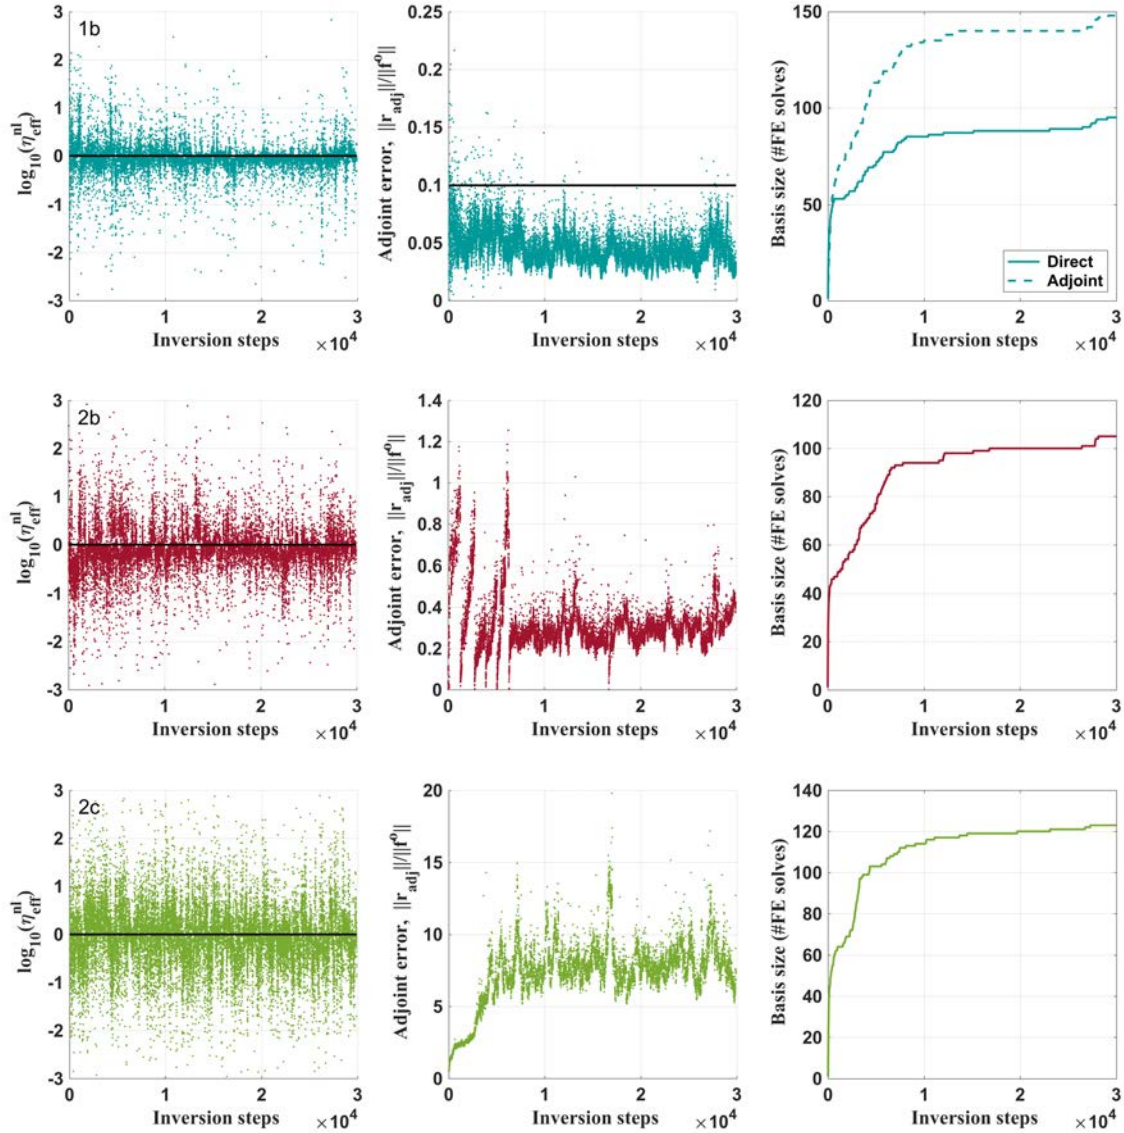 1b
3
2
1
0
-1
-2
-3
log10(η^nl_eff)
0 1 2 3
Inversion steps ×10^4
0.25
0.2
0.15
0.1
0.05
0
Adjoint error, ||r_adj||/||f^o||
0 1 2 3
Inversion steps ×10^4
150
100
50
0
Basis size (#FE solves)
Direct
Adjoint
0 1 2 3
Inversion steps ×10^4
2b
3
2
1
0
-1
-2
-3
log10(η^nl_eff)
0 1 2 3
Inversion steps ×10^4
1.4
1.2
1
0.8
0.6
0.4
0.2
0
Adjoint error, ||r_adj||/||f^o||
0 1 2 3
Inversion steps ×10^4
120
100
80
60
40
20
0
Basis size (#FE solves)
0 1 2 3
Inversion steps ×10^4
2c
3
2
1
0
-1
-2
-3
log10(η^nl_eff)
0 1 2 3
Inversion steps ×10^4
20
15
10
5
0
Adjoint error, ||r_adj||/||f^o||
0 1 2 3
Inversion steps ×10^4
140
120
100
80
60
40
20
0
Basis size (#FE solves)
0 1 2 3
Inversion steps ×10^4